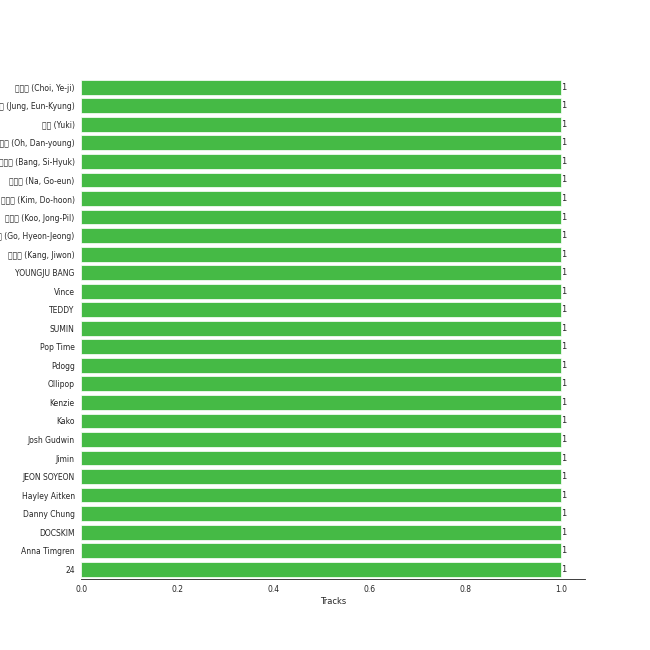 (Choi, Ye-ji) 1
(Jung, Eun-Kyung) 1
(Yuki) 1
(Oh, Dan-young) 1
(Bang, Si-Hyuk) 1
(Na, Go-eun) 1
(Kim, Do-hoon) 1
(Koo, Jong-Pil) 1
(Go, Hyeon-Jeong) 1
(Kang, Jiwon) 1
YOUNGJU BANG 1
Vince 1
TEDDY 1
SUMIN 1
Pop Time 1
Pdogg 1
Ollipop 1
Kenzie 1
Kako 1
Josh Gudwin 1
Jimin 1
JEON SOYEON 1
Hayley Aitken 1
Danny Chung 1
DOCSKIM 1
Anna Timgren 1
24 1
0.0 0.2 0.4 0.6 0.8 1.0
Tracks